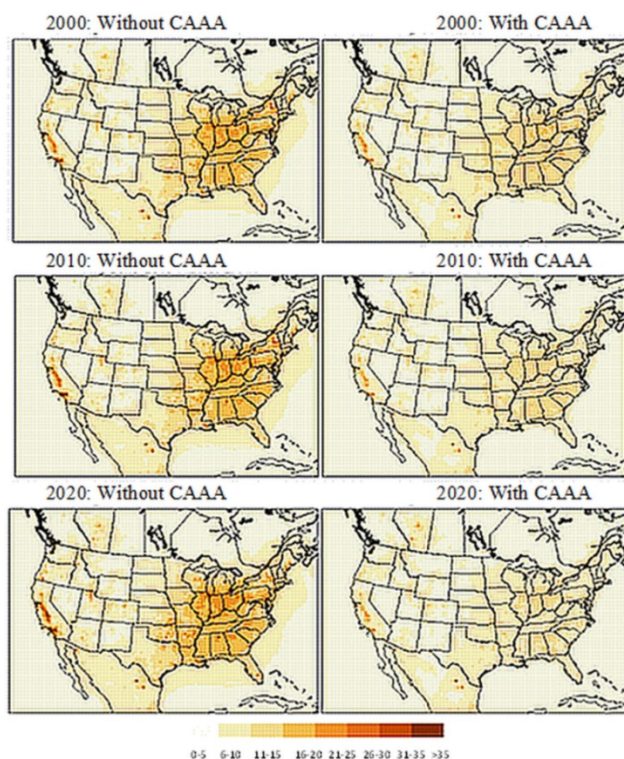 2000: Without CAAA 2000: With CAAA
2010: Without CAAA 2010: With CAAA
2020: Without CAAA 2020: With CAAA
0-5 6-10 11-15 16-20 21-25 26-30 31-35 >35